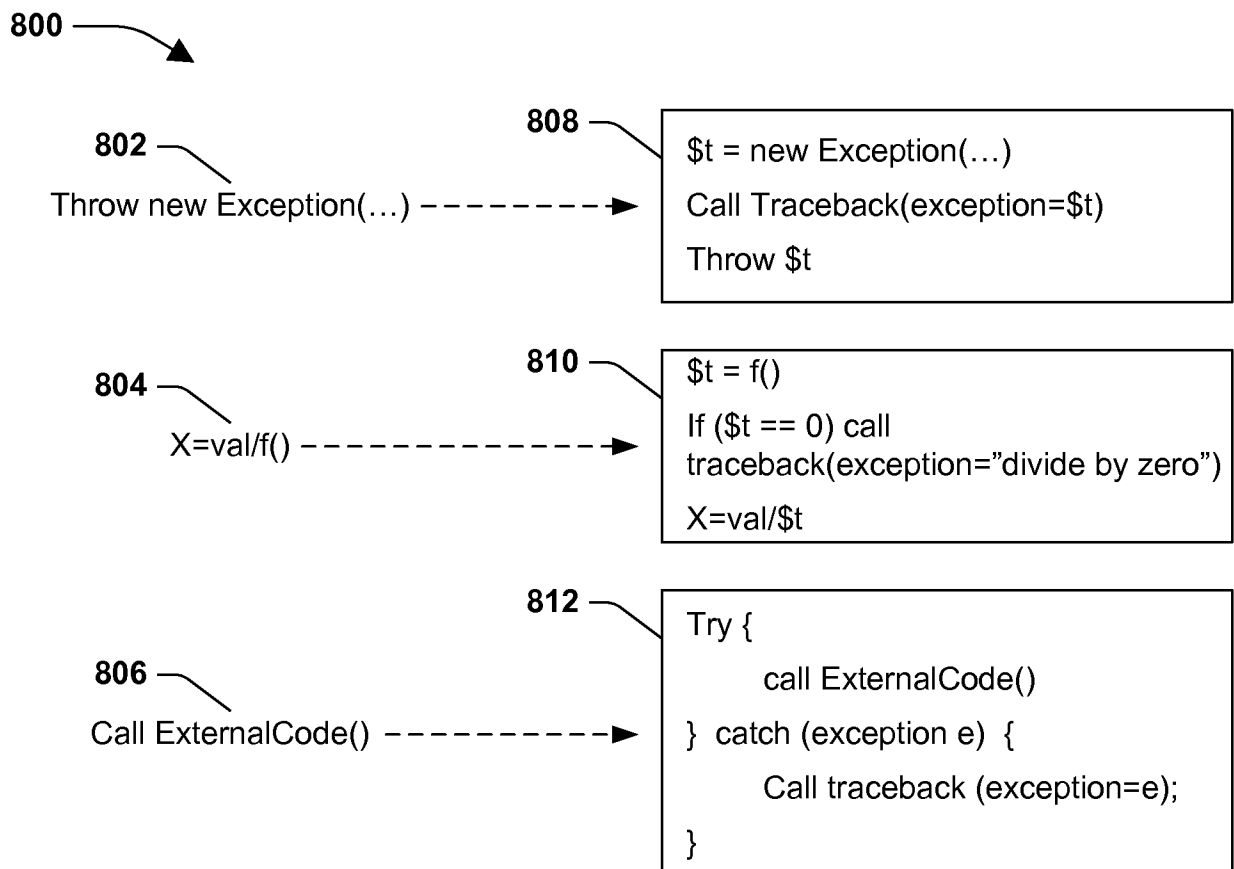 800
802
Throw new Exception(…)
808
$t = new Exception(…)
Call Traceback(exception=$t)
Throw $t
804
X=val/f()
810
$t = f()
If ($t == 0) call
traceback(exception=”divide by zero”)
X=val/$t
806
Call ExternalCode()
812
Try {
call ExternalCode()
} catch (exception e) {
Call traceback (exception=e);
}